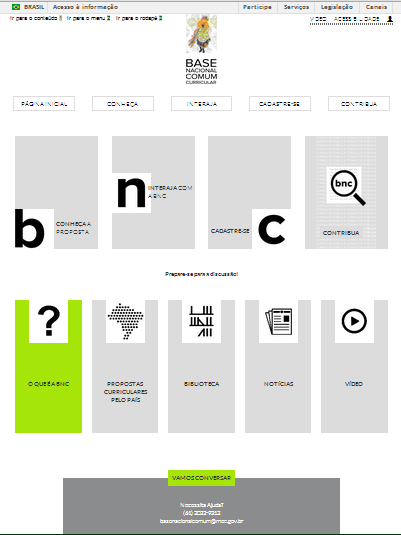 BRASIL Acesso à informação Participe Serviços Legislação Canais
Ir para o conteúdo 1 Ir para o menu 2 Ir para o rodapé 3 VÍDEO ACESSIBILIDADE
BASE
NACIONAL
COMUM
CURRICULAR
PÁGINA INICIAL CONHEÇA INTERAJA CADASTRE-SE CONTRIBUA
b CONHEÇA A
PROPOSTA
n INTERAJA COM
A BNC
CADASTRE-SE c
bnc
CONTRIBUA
Prepare-se para a discussão!
?
O QUE É A BNC
PROPOSTAS
CURRICULARES
PELO PAÍS
BIBLIOTECA
NOTÍCIAS
VÍDEO
VAMOS CONVERSAR
Necessita Ajuda?
basenacionalcomum@mec.gov.br